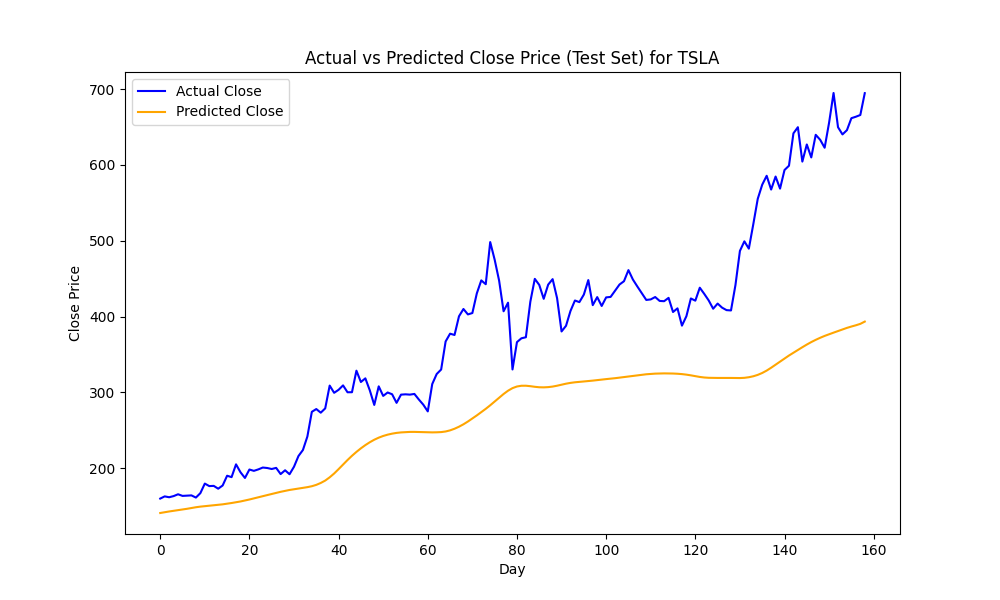 Actual vs Predicted Close Price (Test Set) for TSLA
Actual Close
Predicted Close
700
600
500
400
300
200
Close Price
0 20 40 60 80 100 120 140 160
Day